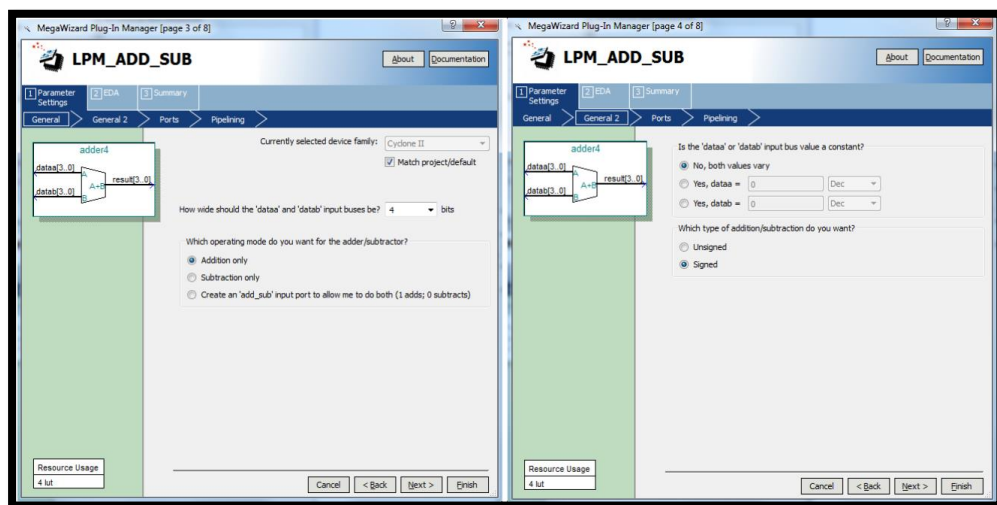 MegaWizard Plug-In Manager [page 3 of 8]
LPM_ADD_SUB
About Documentation
1 Parameter Settings
2 EDA
3 Summary
General General 2 Ports Pipelining
adder4
dataa[3..0]
datab[3..0]
A
B
A+B
result[3..0]
Currently selected device family: Cyclone II
Match project/default
How wide should the 'dataa' and 'datab' input buses be? 4 bits
Which operating mode do you want for the adder/subtractor?
Addition only
Subtraction only
Create an 'add_sub' input port to allow me to do both (1 adds; 0 subtracts)
Resource Usage
4 lut
Cancel < Back Next > Finish
MegaWizard Plug-In Manager [page 4 of 8]
LPM_ADD_SUB
About Documentation
1 Parameter Settings
2 EDA
3 Summary
General General 2 Ports Pipelining
adder4
dataa[3..0]
datab[3..0]
A
B
A+B
result[3..0]
Is the 'dataa' or 'datab' input bus value a constant?
No, both values vary
Yes, dataa = 0 Dec
Yes, datab = 0 Dec
Which type of addition/subtraction do you want?
Unsigned
Signed
Resource Usage
4 lut
Cancel < Back Next > Finish